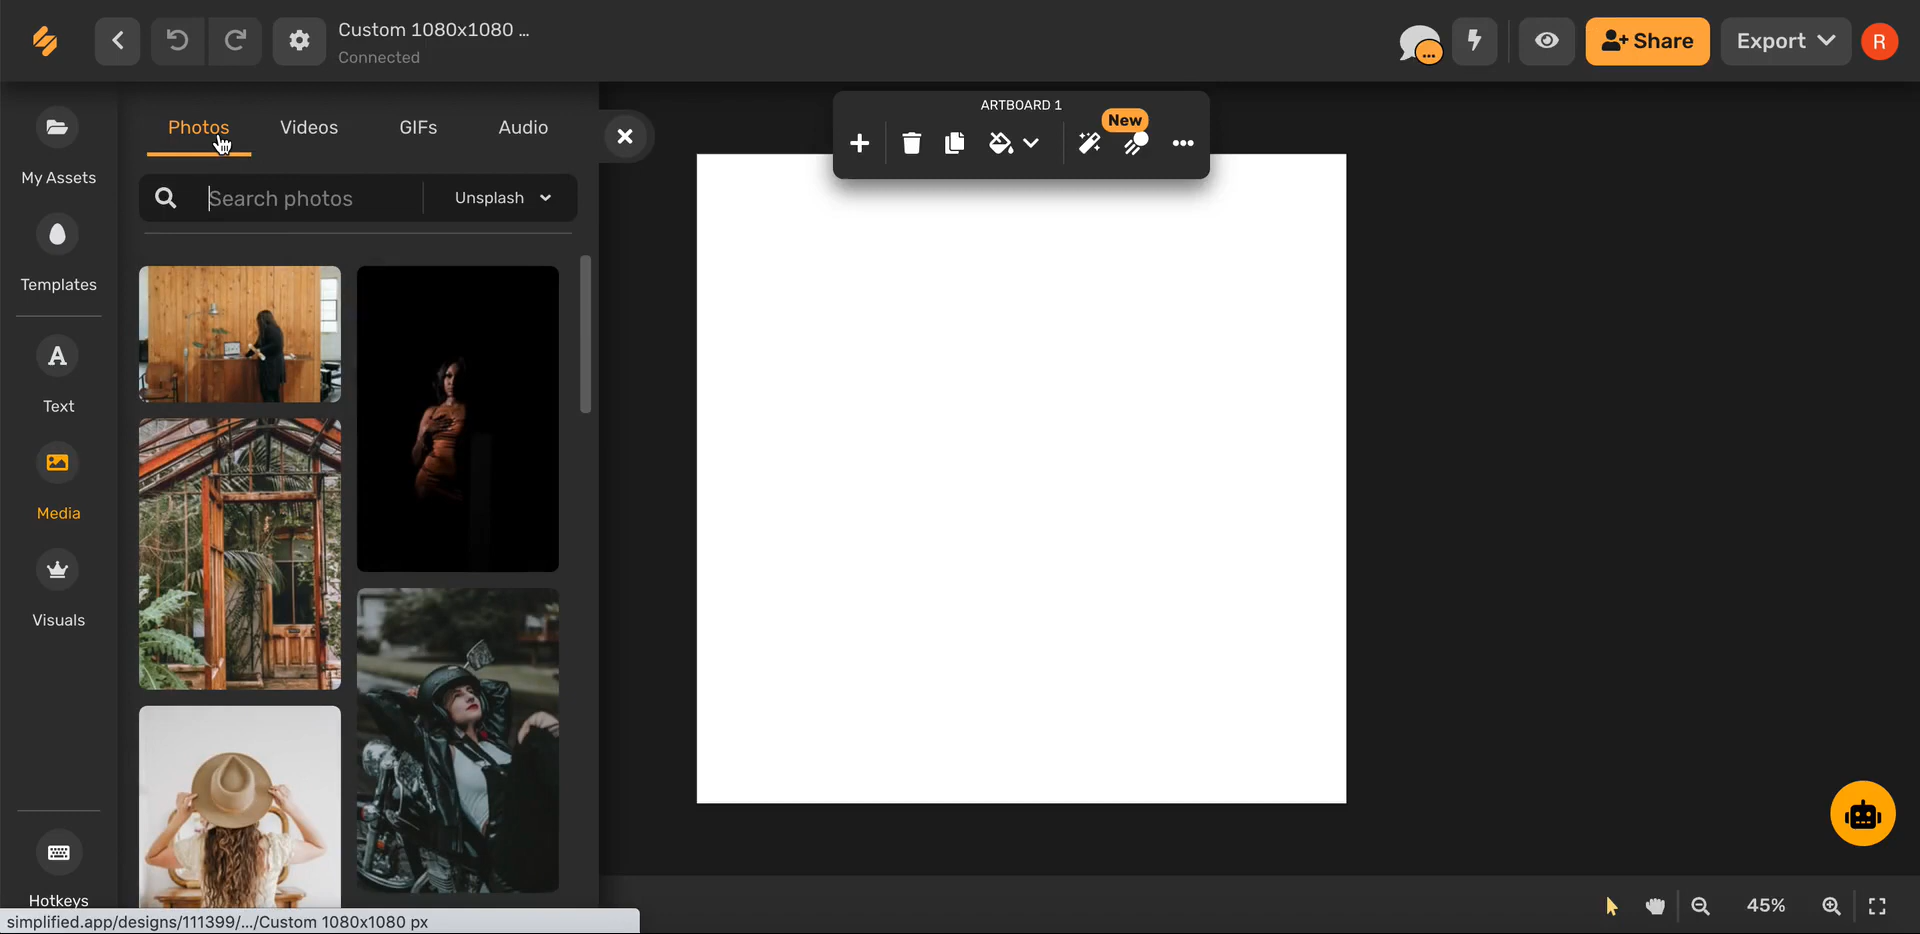 Custom 1080x1080 ...
Connected
...
Share
Export
R
My Assets
Templates
Text
Media
Visuals
Hotkeys
Photos
Videos
GIFs
Audio
Search photos
Unsplash
ARTBOARD 1
New
45%
simplified.app/designs/111399/.../Custom 1080x1080 px